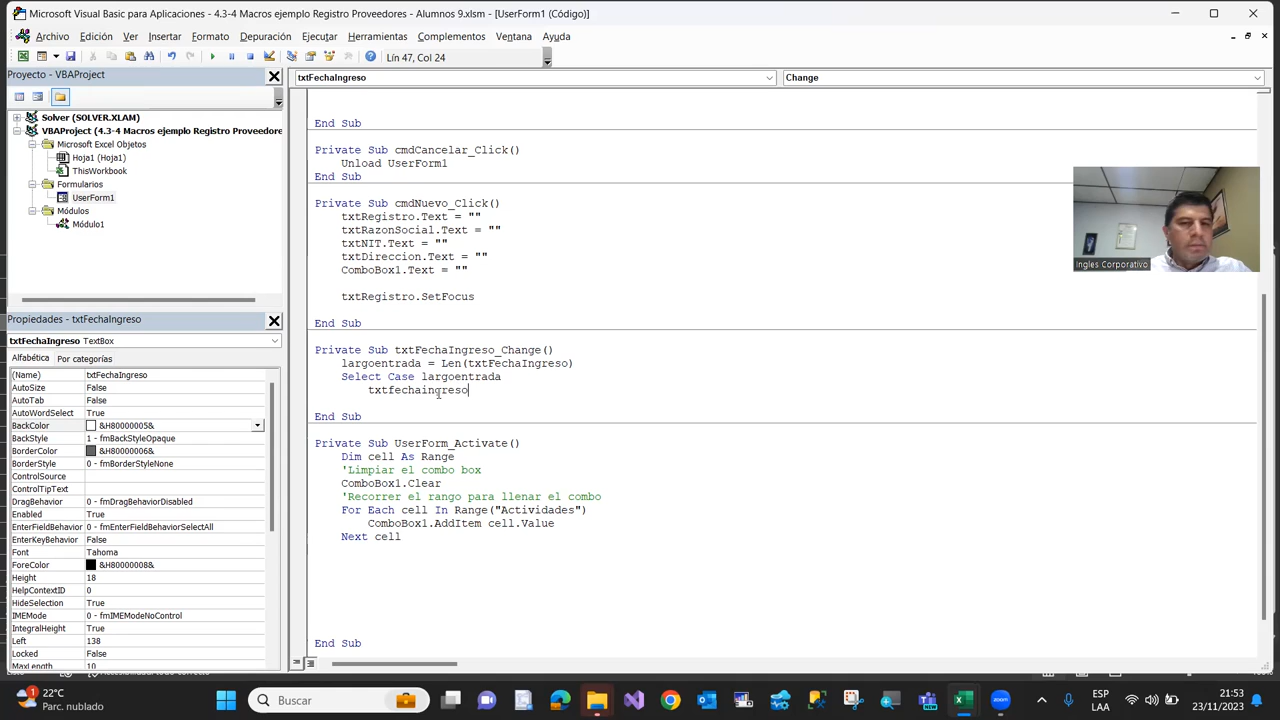 Microsoft Visual Basic para Aplicaciones - 4.3-4 Macros ejemplo Registro Proveedores - Alumnos 9.xlsm - [UserForm1 (Código)]
Archivo Edición Ver Insertar Formato Depuración Ejecutar Herramientas Complementos Ventana Ayuda
Lín 47, Col 24
Proyecto - VBAProject
Solver (SOLVER.XLAM)
VBAProject (4.3-4 Macros ejemplo Registro Proveedores
Microsoft Excel Objetos
Hoja1 (Hoja1)
ThisWorkbook
Formularios
UserForm1
Módulos
Módulo1
Propiedades - txtFechaIngreso
txtFechaIngreso TextBox
Alfabética Por categorías
(Name) txtFechaIngreso
AutoSize False
AutoTab False
AutoWordSelect True
BackColor &H80000005&
BackStyle 1 - fmBackStyleOpaque
BorderColor &H80000006&
BorderStyle 0 - fmBorderStyleNone
ControlSource
ControlTipText
DragBehavior 0 - fmDragBehaviorDisabled
Enabled True
EnterFieldBehavior 0 - fmEnterFieldBehaviorSelectAll
EnterKeyBehavior False
Font Tahoma
ForeColor &H80000008&
Height 18
HelpContextID 0
HideSelection True
IMEMode 0 - fmIMEModeNoControl
IntegralHeight True
Left 138
Locked False
MaxLength 10
txtFechaIngreso Change
End Sub
Private Sub cmdCancelar_Click()
Unload UserForm1
End Sub
Private Sub cmdNuevo_Click()
txtRegistro.Text = ""
txtRazonSocial.Text = ""
txtNIT.Text = ""
txtDireccion.Text = ""
ComboBox1.Text = ""
txtRegistro.SetFocus
End Sub
Private Sub txtFechaIngreso_Change()
largoentrada = Len(txtFechaIngreso)
Select Case largoentrada
txtfechaingreso
End Sub
Private Sub UserForm_Activate()
Dim cell As Range
'Limpiar el combo box
ComboBox1.Clear
'Recorrer el rango para llenar el combo
For Each cell In Range("Actividades")
ComboBox1.AddItem cell.Value
Next cell
End Sub
Ingles Corporativo
1
22°C
Parc. nublado
Buscar
ESP
LAA
21:53
23/11/2023